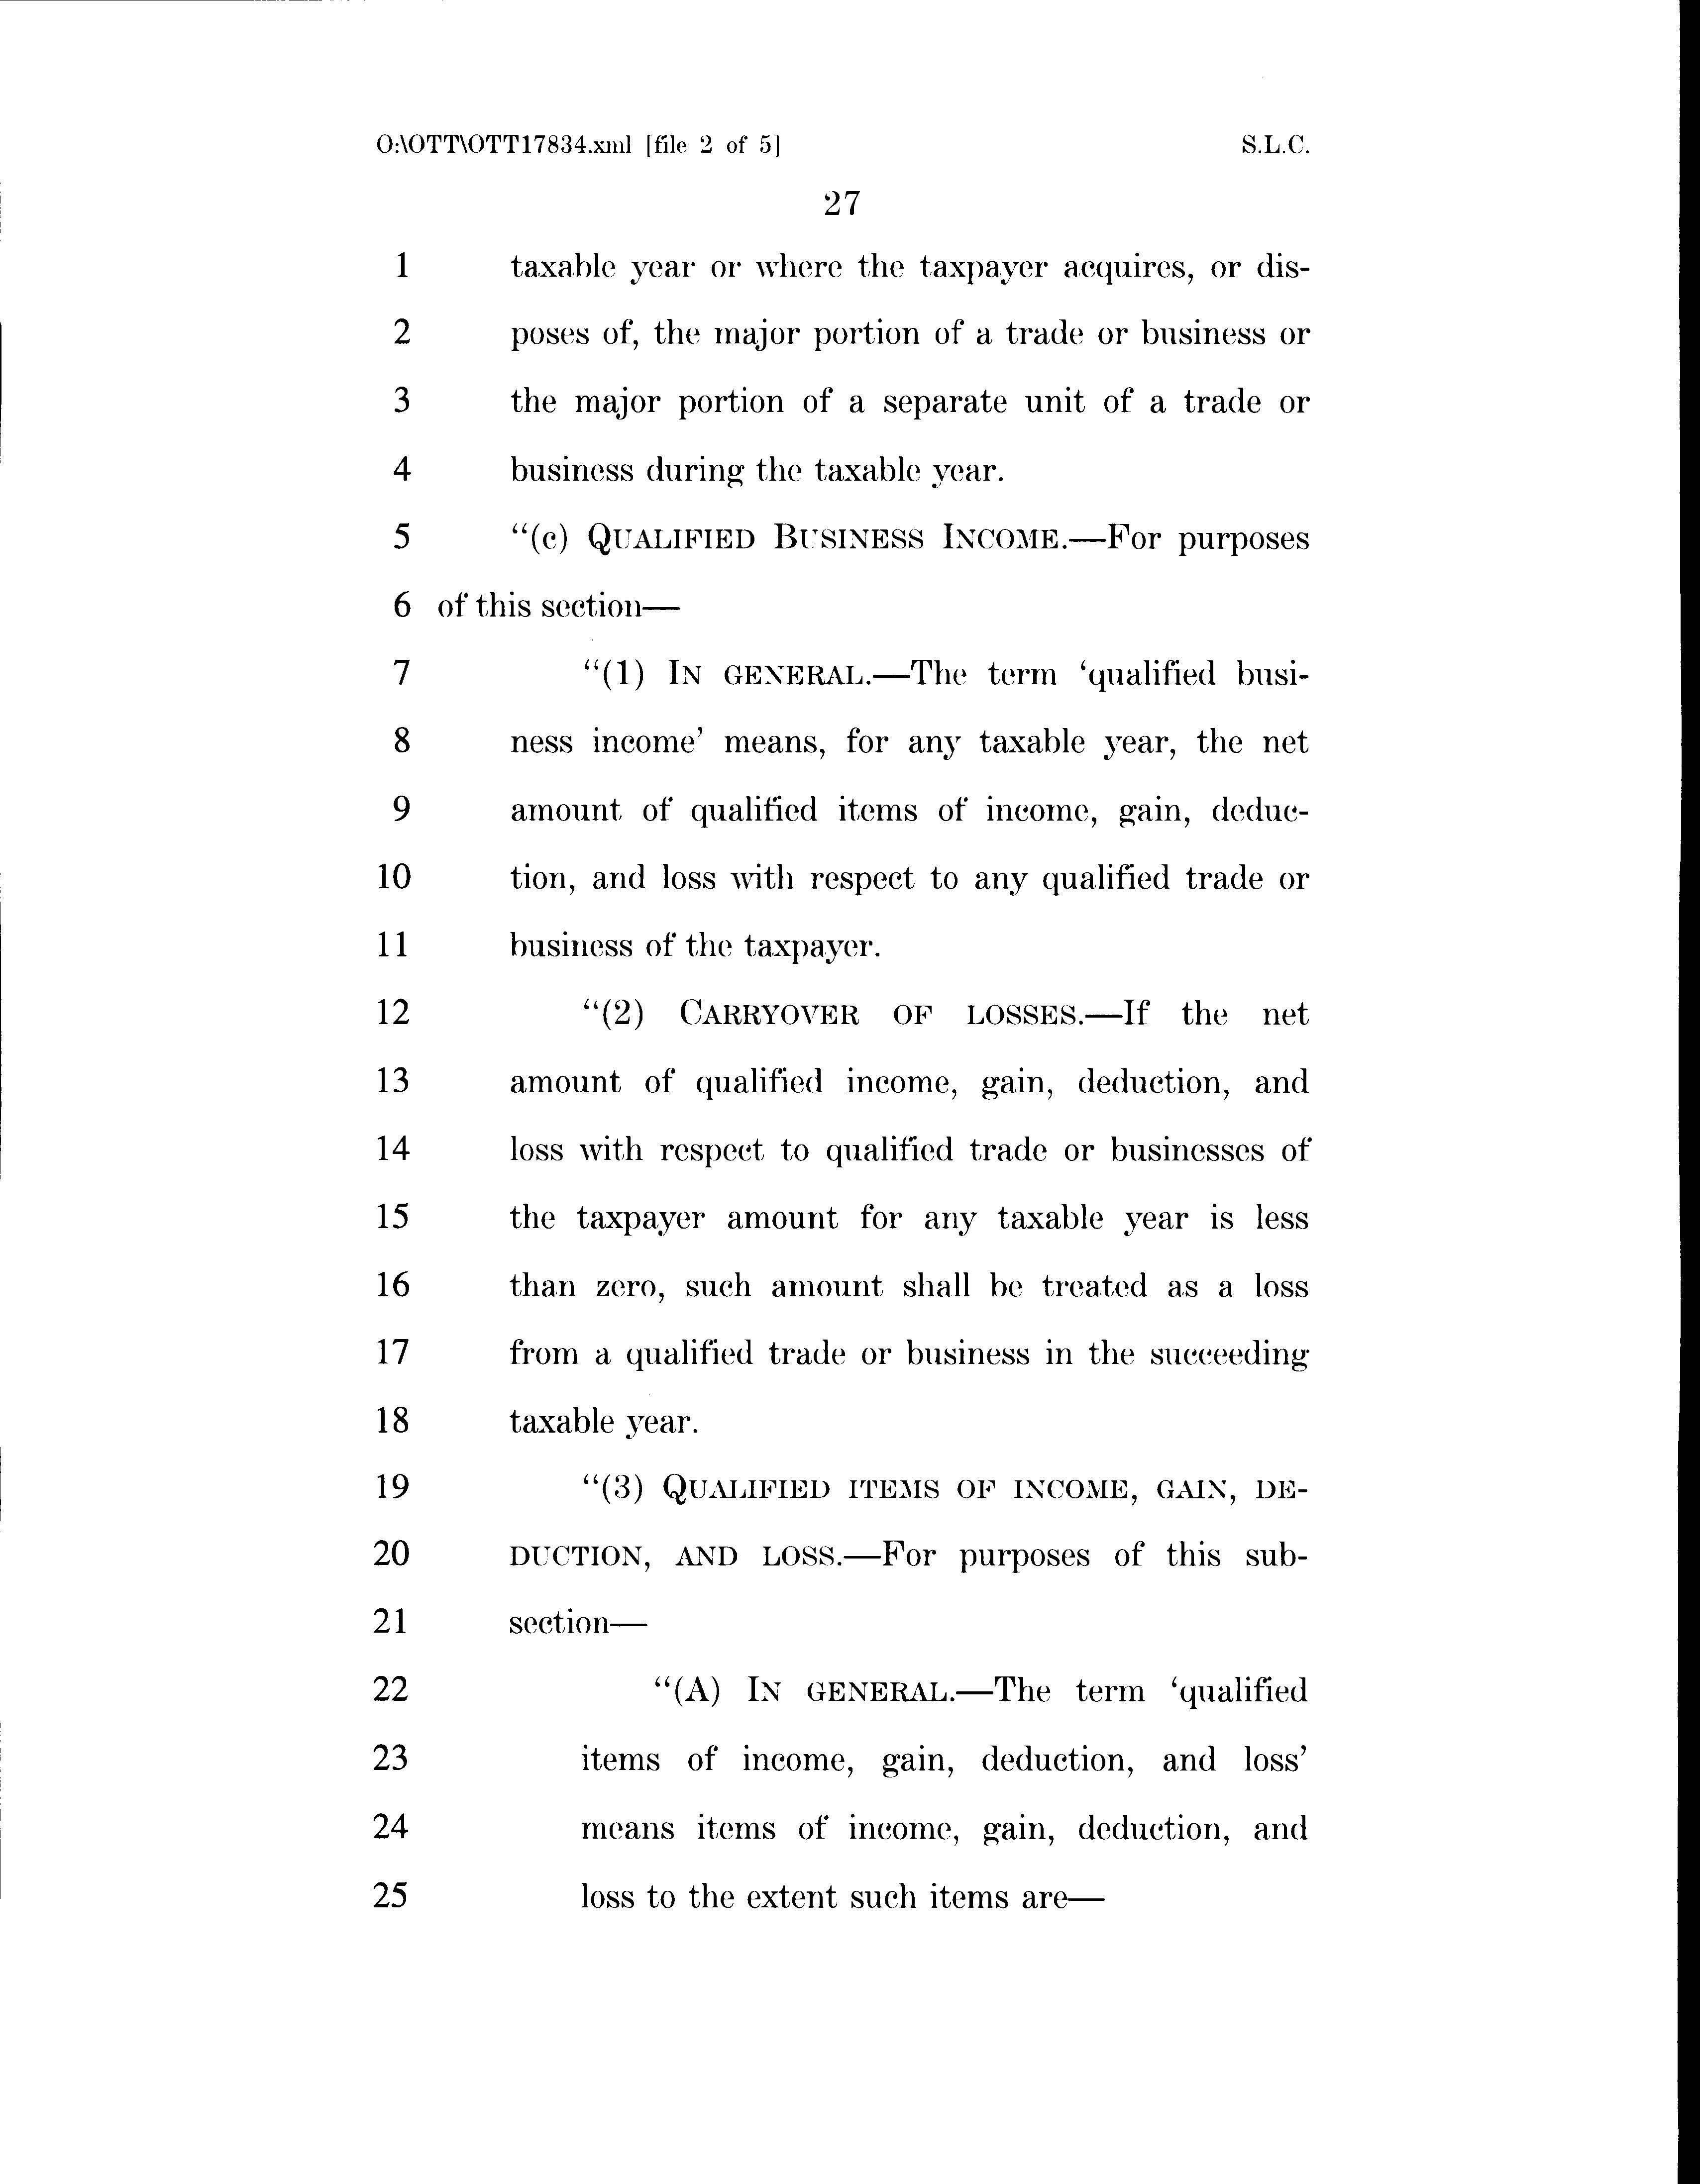 O:\OTT\OTT17834.xml [file 2 of 5] S.L.C.
27
1 taxable year or where the taxpayer acquires, or dis-
2 poses of, the major portion of a trade or business or
3 the major portion of a separate unit of a trade or
4 business during the taxable year.
5 “(c) QUALIFIED BUSINESS INCOME.—For purposes
6 of this section—
7 “(1) IN GENERAL.—The term ‘qualified busi-
8 ness income’ means, for any taxable year, the net
9 amount of qualified items of income, gain, deduc-
10 tion, and loss with respect to any qualified trade or
11 business of the taxpayer.
12 “(2) CARRYOVER OF LOSSES.—If the net
13 amount of qualified income, gain, deduction, and
14 loss with respect to qualified trade or businesses of
15 the taxpayer amount for any taxable year is less
16 than zero, such amount shall be treated as a loss
17 from a qualified trade or business in the succeeding
18 taxable year.
19 “(3) QUALIFIED ITEMS OF INCOME, GAIN, DE-
20 DUCTION, AND LOSS.—For purposes of this sub-
21 section—
22 “(A) IN GENERAL.—The term ‘qualified
23 items of income, gain, deduction, and loss’
24 means items of income, gain, deduction, and
25 loss to the extent such items are—